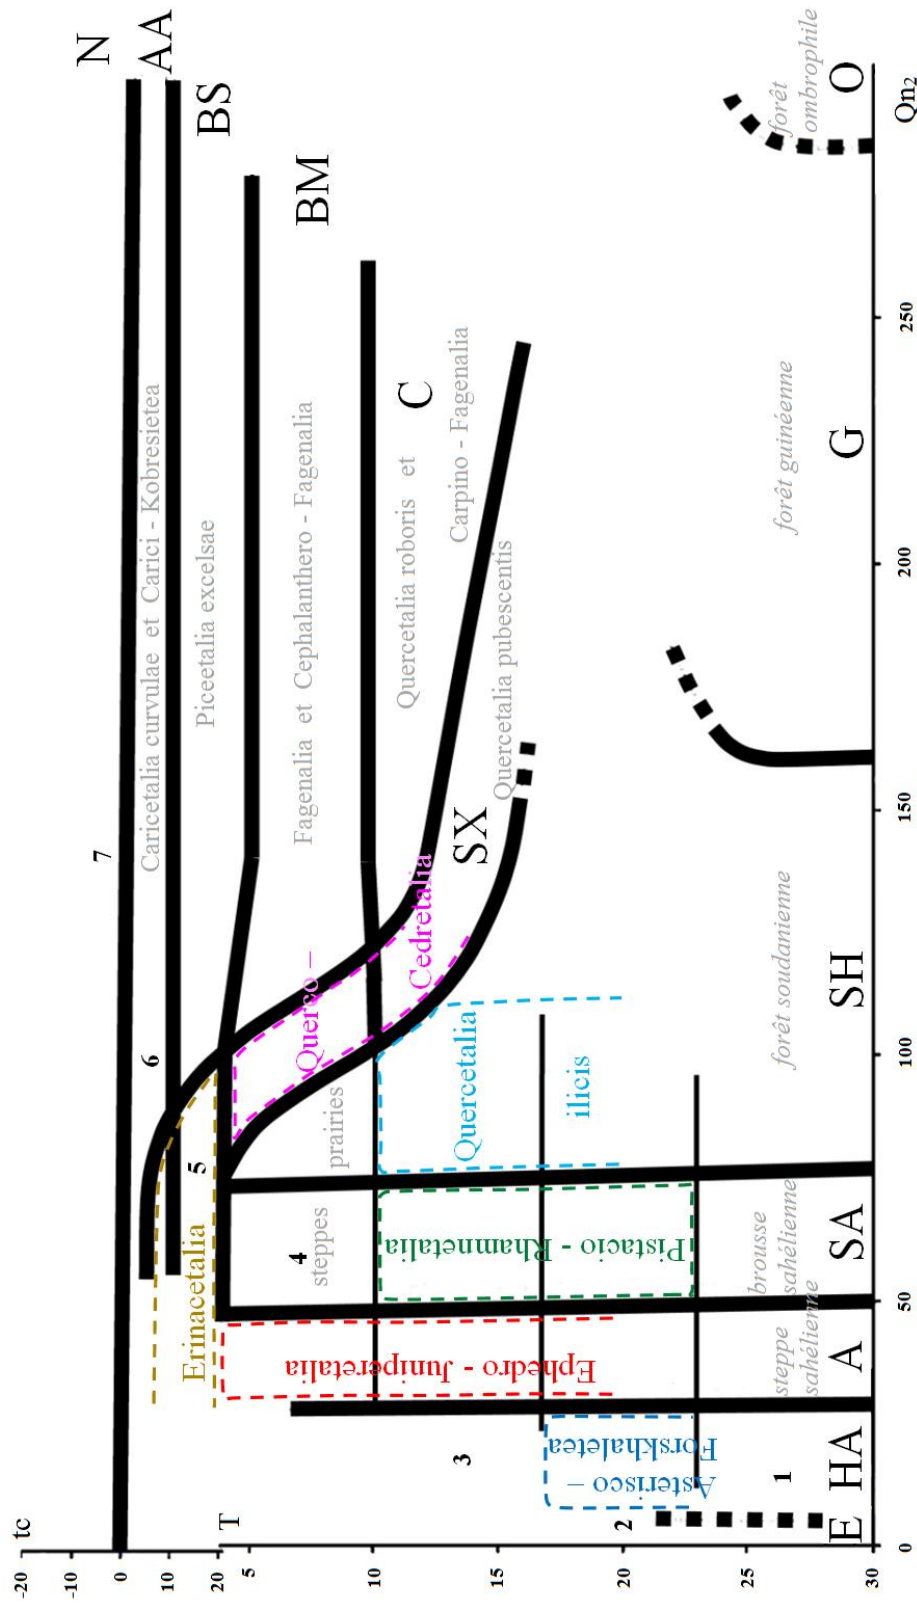 tc
-20
-10
0
10
20
T
5
10
15
20
25
30
0
50
100
150
200
250
Qn2
N
AA
BS
BM
C
SX
E
HA
A
SA
SH
G
O
1
2
3
4
5
6
7
Caricetalia curvulae et Carici - Kobresietea
Piceetalia excelsae
Fagenalia et Cephalanthero - Fagenalia
Quercetalia roboris et
Carpino - Fagenalia
Quercetalia pubescentis
Querco –
Cedretalia
Erinacetalia
prairies
steppes
Quercetalia
ilicis
Pistacio - Rhamnetalia
Ephedro - Juniperetalia
Asterisco –
Forskhaletea
steppe
sahélienne
brousse
sahélienne
forêt soudanienne
forêt guinéenne
forêt
ombrophile